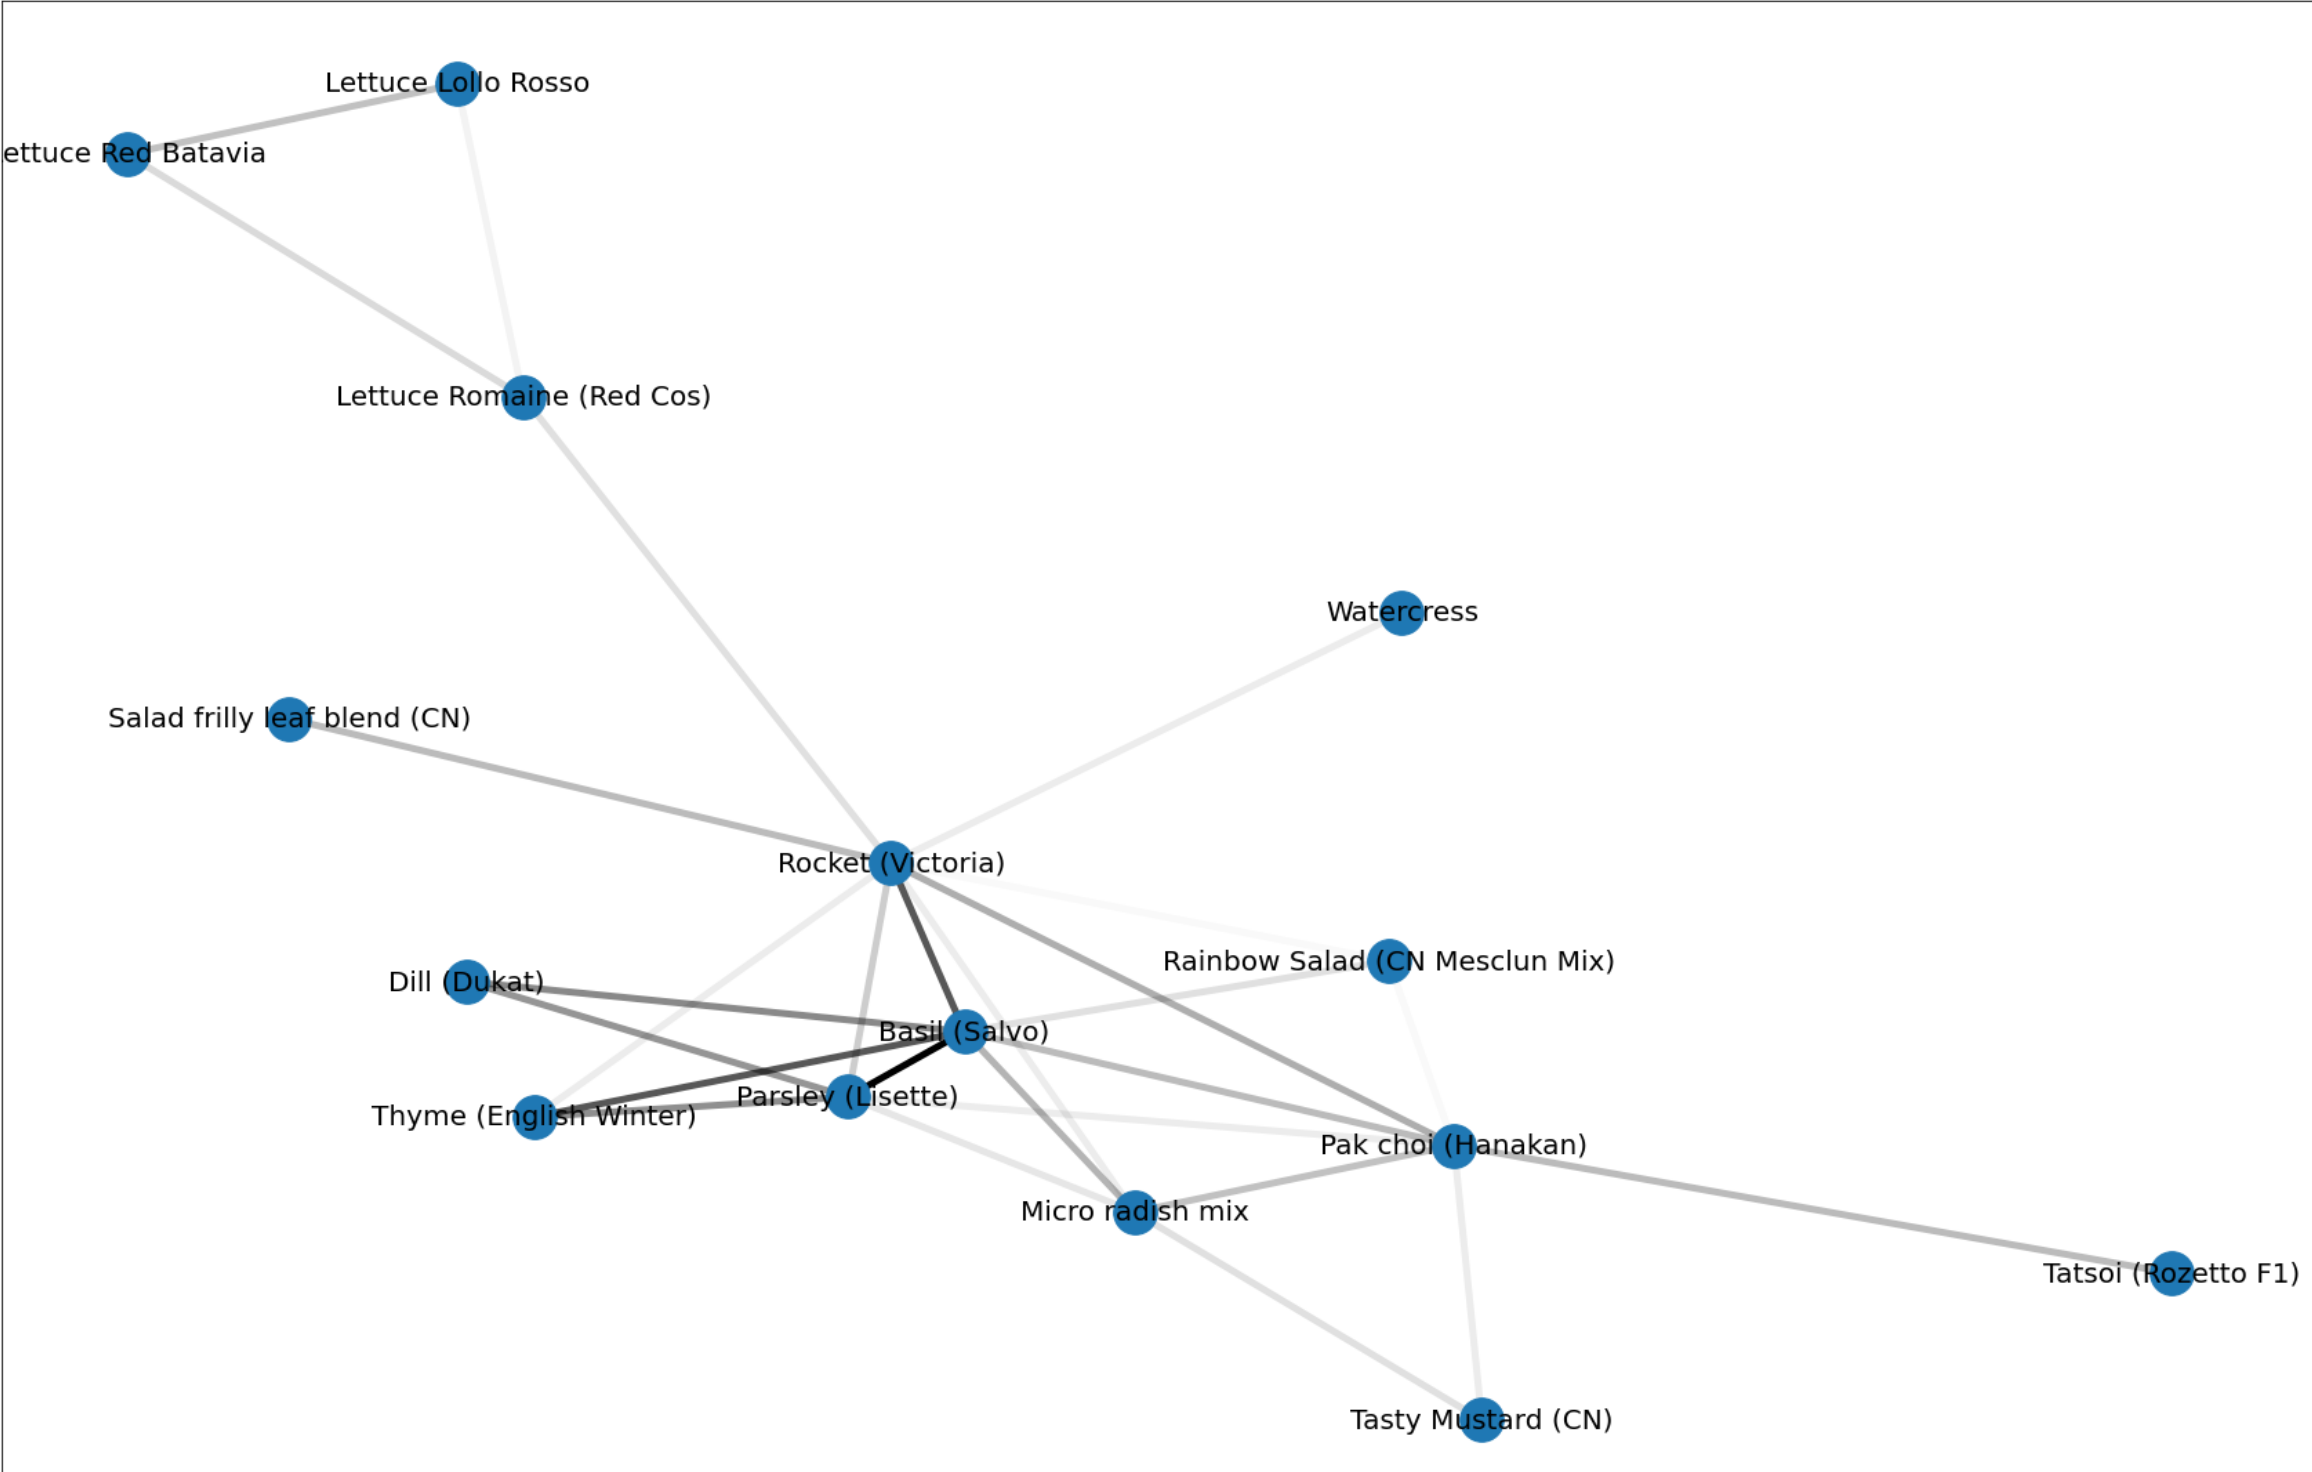 Lettuce Lollo Rosso
ettuce Red Batavia
Lettuce Romaine (Red Cos)
Watercress
Salad frilly leaf blend (CN)
Rocket (Victoria)
Rainbow Salad (CN Mesclun Mix)
Dill (Dukat)
Basil (Salvo)
Parsley (Lisette)
Thyme (English Winter)
Pak choi (Hanakan)
Micro radish mix
Tatsoi (Rozetto F1)
Tasty Mustard (CN)